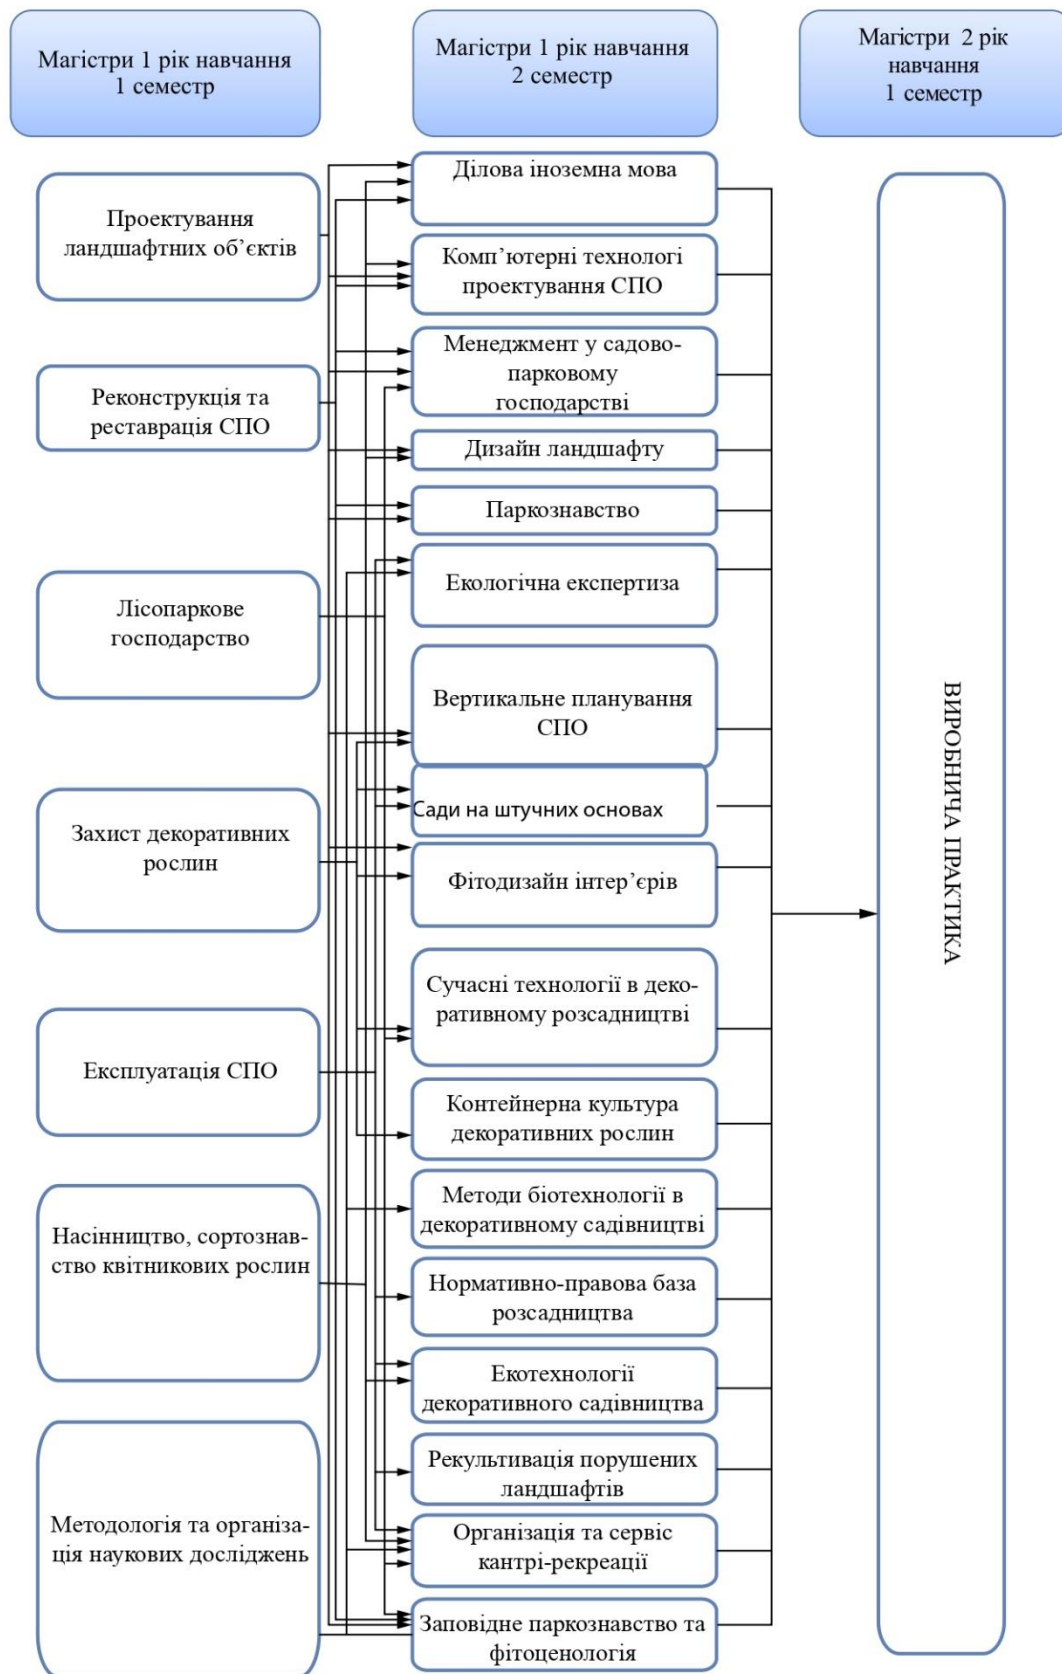 Магістри 1 рік навчання
1 семестр
Магістри 1 рік навчання
2 семестр
Магістри 2 рік
навчання
1 семестр
Проектування
ландшафтних об’єктів
Реконструкція та
реставрація СПО
Лісопаркове
господарство
Захист декоративних
рослин
Експлуатація СПО
Насінництво, сортознав-
ство квітникових рослин
Методологія та організа-
ція наукових досліджень
Ділова іноземна мова
Комп’ютерні технологі
проектування СПО
Менеджмент у садово-
парковому
господарстві
Дизайн ландшафту
Паркознавство
Екологічна експертиза
Вертикальне планування
СПО
Сади на штучних основах
Фітодизайн інтер’єрів
Сучасні технології в деко-
ративному розсадництві
Контейнерна культура
декоративних рослин
Методи біотехнології в
декоративному садівництві
Нормативно-правова база
розсадництва
Екотехнології
декоративного садівництва
Рекультивація порушених
ландшафтів
Організація та сервіс
кантрі-рекреації
Заповідне паркознавство та
фітоценологія
ВИРОБНИЧА ПРАКТИКА